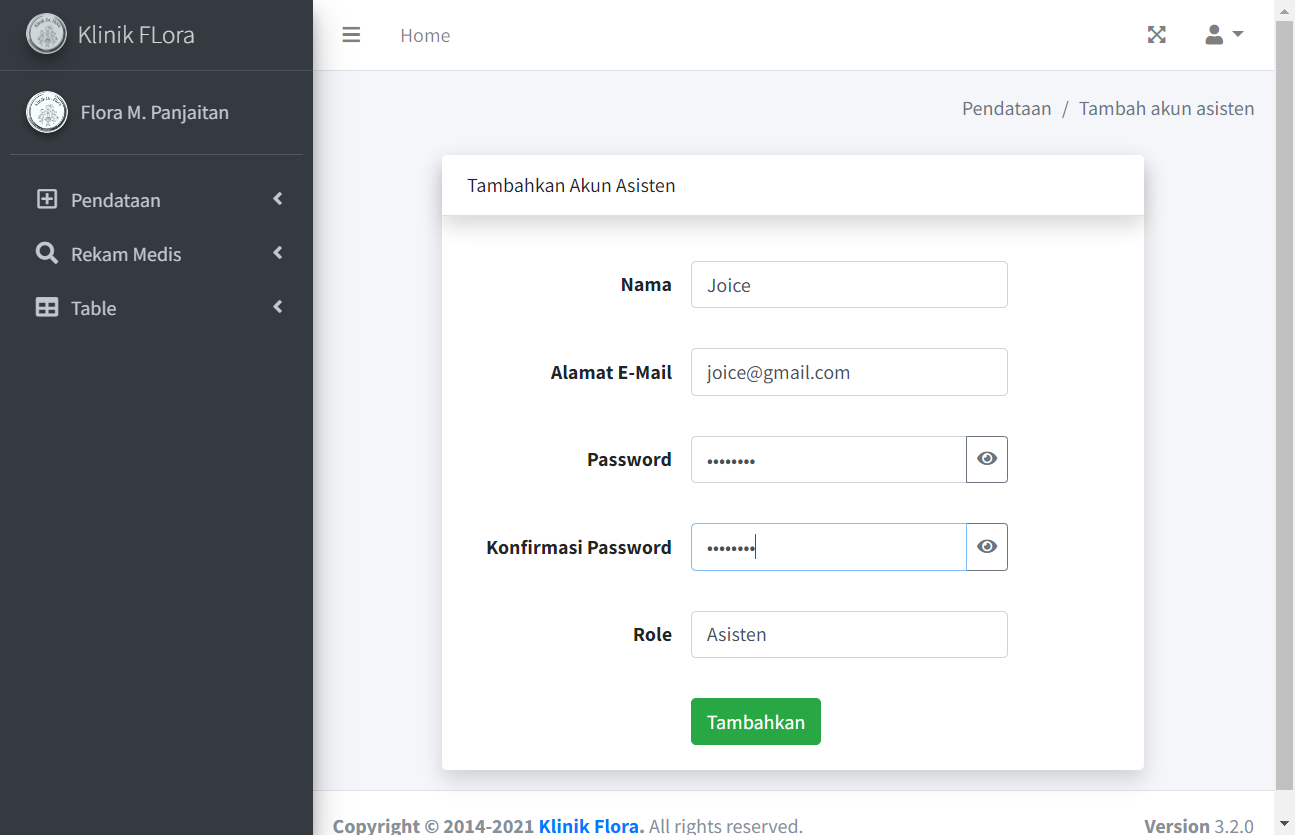 Klinik FLora
Home
Flora M. Panjaitan
Pendataan / Tambah akun asisten
Pendataan
Rekam Medis
Table
Tambahkan Akun Asisten
Nama Joice
Alamat E-Mail joice@gmail.com
Password ••••••••
Konfirmasi Password ••••••••
Role Asisten
Tambahkan
Copyright © 2014-2021 Klinik Flora. All rights reserved. Version 3.2.0